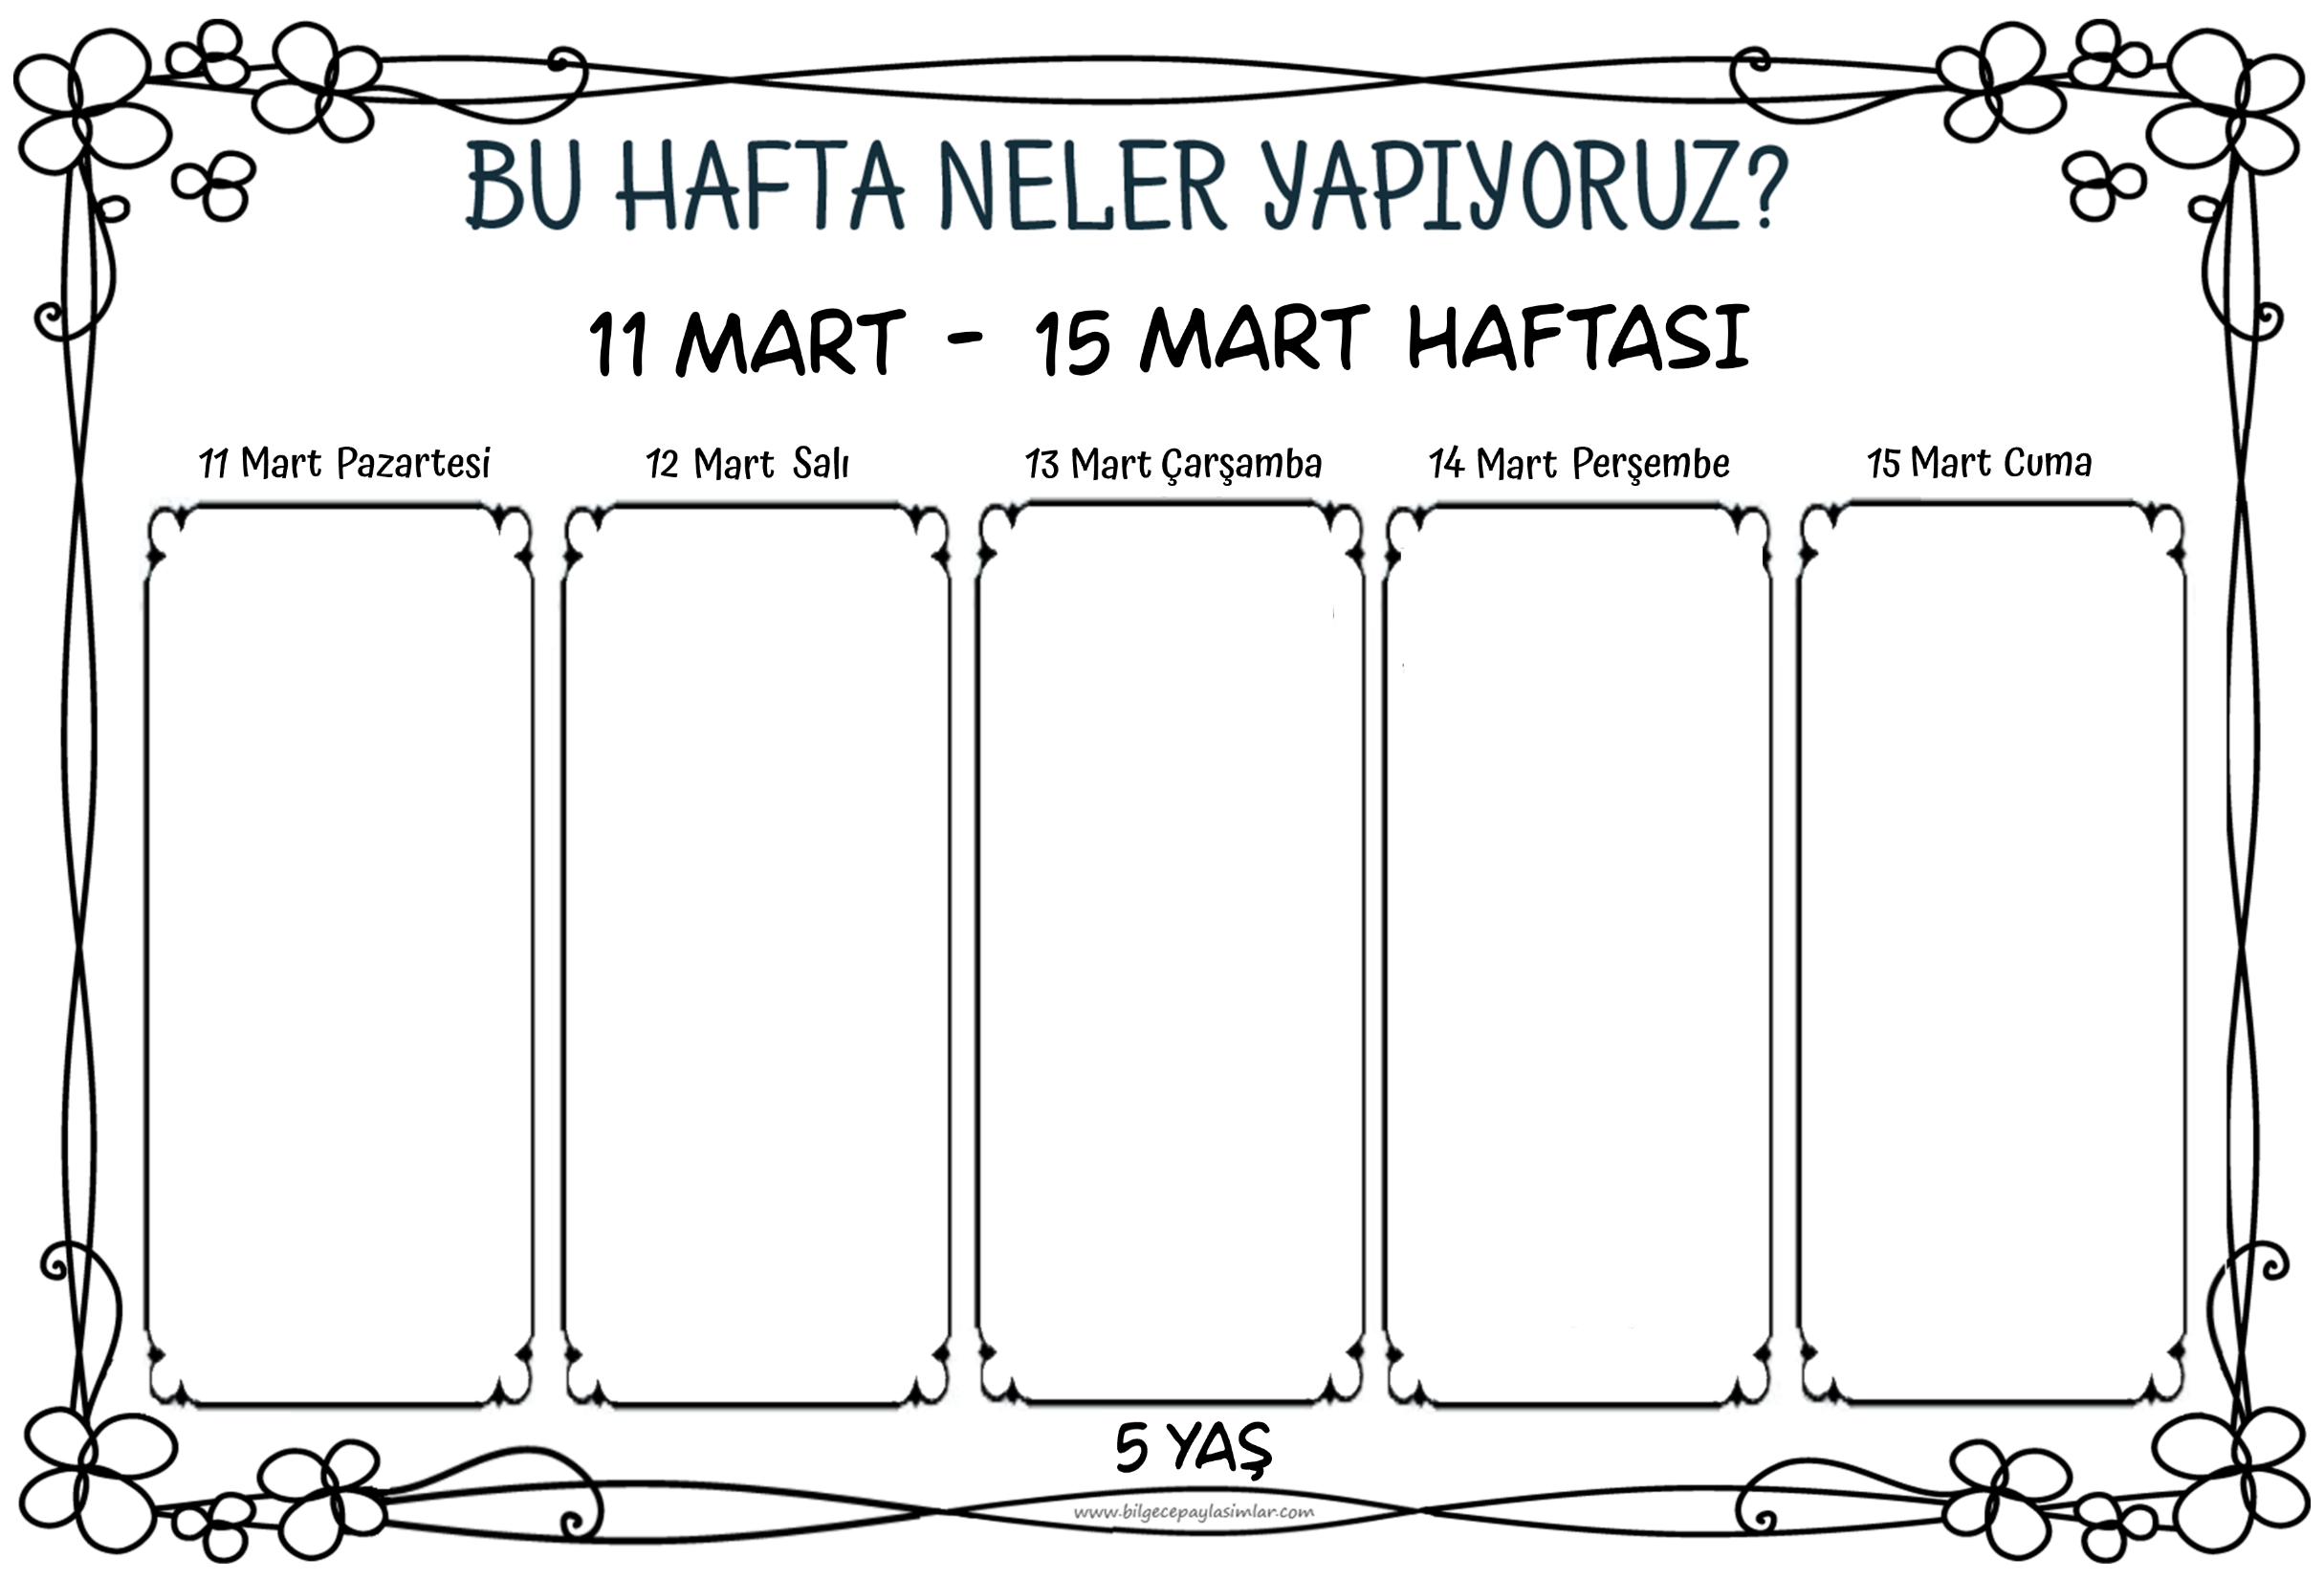 BU HAFTA NELER YAPIYORUZ?
11 MART - 15 MART HAFTASI
11 Mart Pazartesi
12 Mart Salı
13 Mart Çarşamba
14 Mart Perşembe
15 Mart Cuma
5 YAŞ
www.bilgecepaylasimlar.com